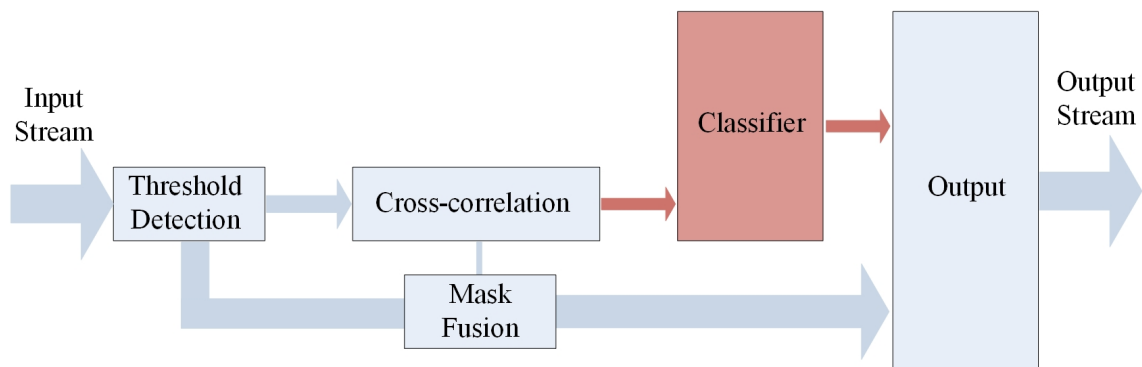 Input
Stream
Threshold
Detection
Cross-correlation
Mask
Fusion
Classifier
Output
Output
Stream